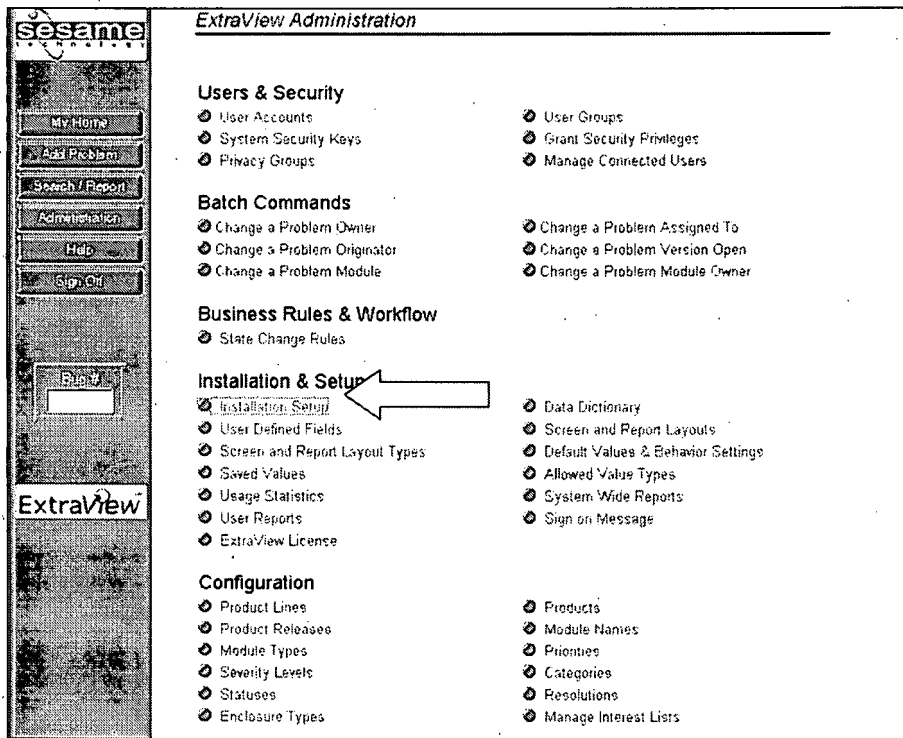 sesame
technology
My Home
Add Problem
Search / Report
Administration
Help
Sign Off
Bug #
ExtraView
ExtraView Administration
Users & Security
User Accounts
User Groups
System Security Keys
Grant Security Privileges
Privacy Groups
Manage Connected Users
Batch Commands
Change a Problem Owner
Change a Problem Assigned To
Change a Problem Originator
Change a Problem Version Open
Change a Problem Module
Change a Problem Module Owner
Business Rules & Workflow
State Change Rules
Installation & Setup
Installation Setup
Data Dictionary
User Defined Fields
Screen and Report Layouts
Screen and Report Layout Types
Default Values & Behavior Settings
Saved Values
Allowed Value Types
Usage Statistics
System Wide Reports
User Reports
Sign on Message
ExtraView License
Configuration
Product Lines
Products
Product Releases
Module Names
Module Types
Priorities
Severity Levels
Categories
Statuses
Resolutions
Enclosure Types
Manage Interest Lists